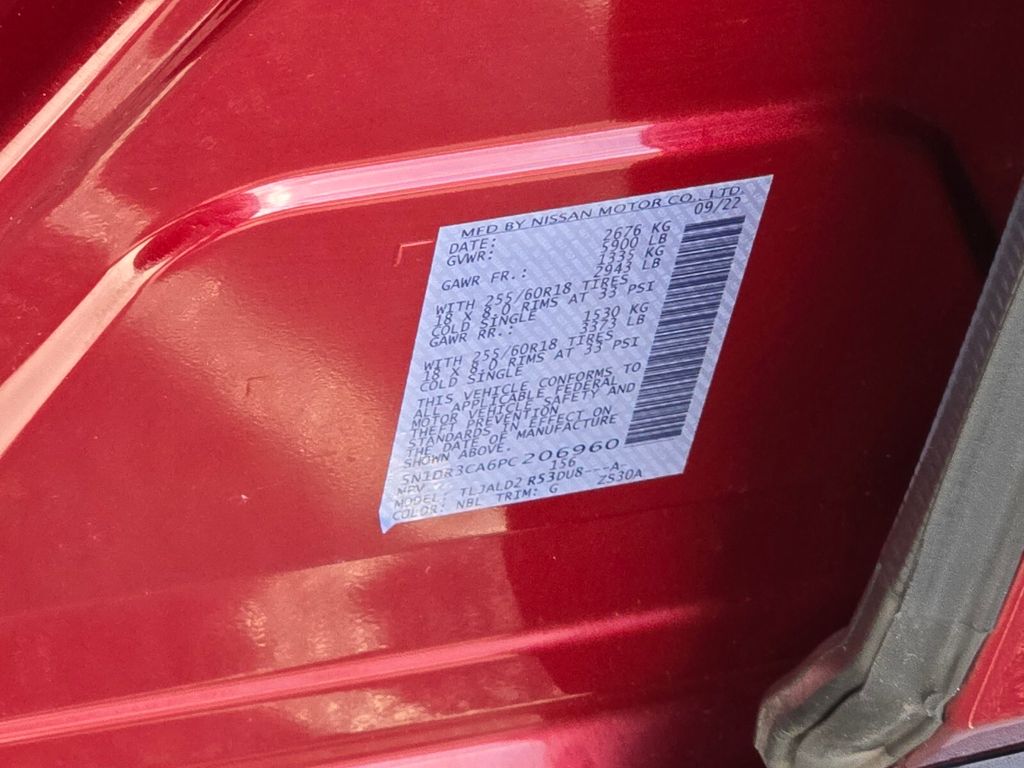 MFD BY NISSAN MOTOR CO., LTD.
DATE: 09/22
GVWR: 2676 KG
5900 LB
GAWR FR.: 1335 KG
2943 LB
WITH 255/60R18 TIRES
18 X 8.0 RIMS AT 33 PSI
COLD SINGLE
GAWR RR.: 1530 KG
3373 LB
WITH 255/60R18 TIRES
18 X 8.0 RIMS AT 33 PSI
COLD SINGLE
THIS VEHICLE CONFORMS TO
ALL APPLICABLE FEDERAL
MOTOR VEHICLE SAFETY AND
THEFT PREVENTION
STANDARDS IN EFFECT ON
THE DATE OF MANUFACTURE
SHOWN ABOVE.
5N1DR3CA6PC206960
MPV 156
MODEL: TLJALD2 R53DU8---A-
COLOR: NBL TRIM: G ZS30A